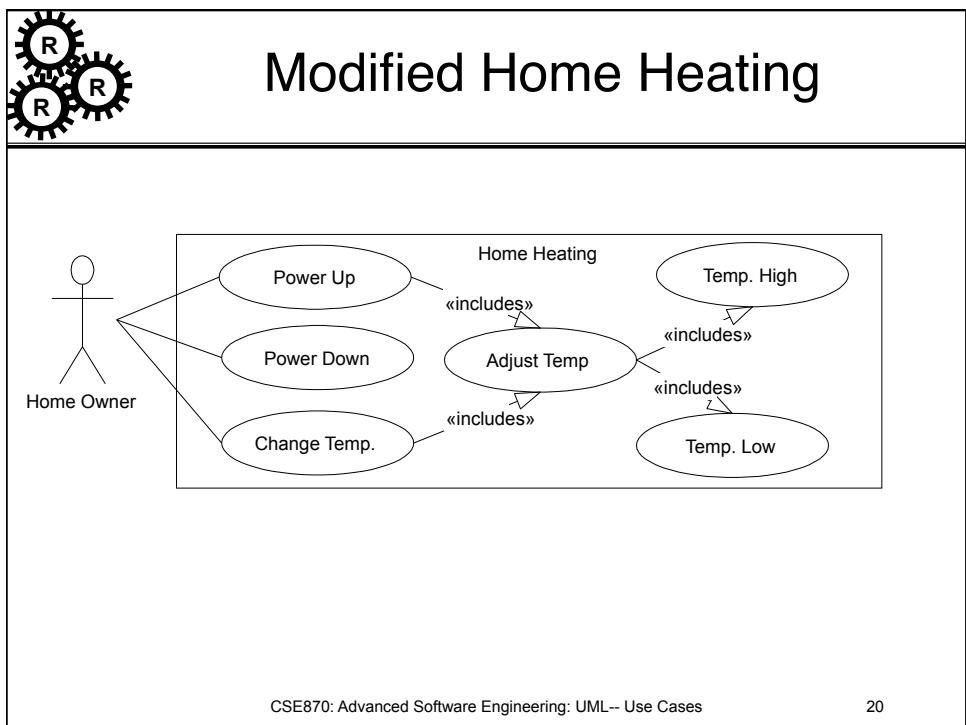 R
R
R
Modified Home Heating
Home Heating
Power Up
Temp. High
«includes»
«includes»
Power Down
Adjust Temp
«includes»
Home Owner
«includes»
Change Temp.
Temp. Low
CSE870: Advanced Software Engineering: UML-- Use Cases
20